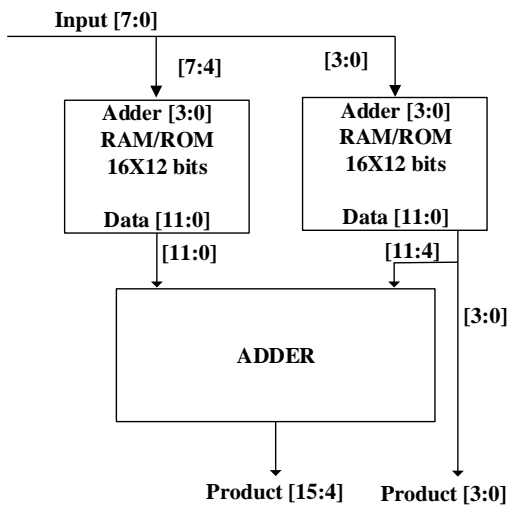 Input [7:0]
[7:4]
[3:0]
Adder [3:0]
RAM/ROM
16X12 bits
Data [11:0]
Adder [3:0]
RAM/ROM
16X12 bits
Data [11:0]
[11:0]
[11:4]
[3:0]
ADDER
Product [15:4]
Product [3:0]